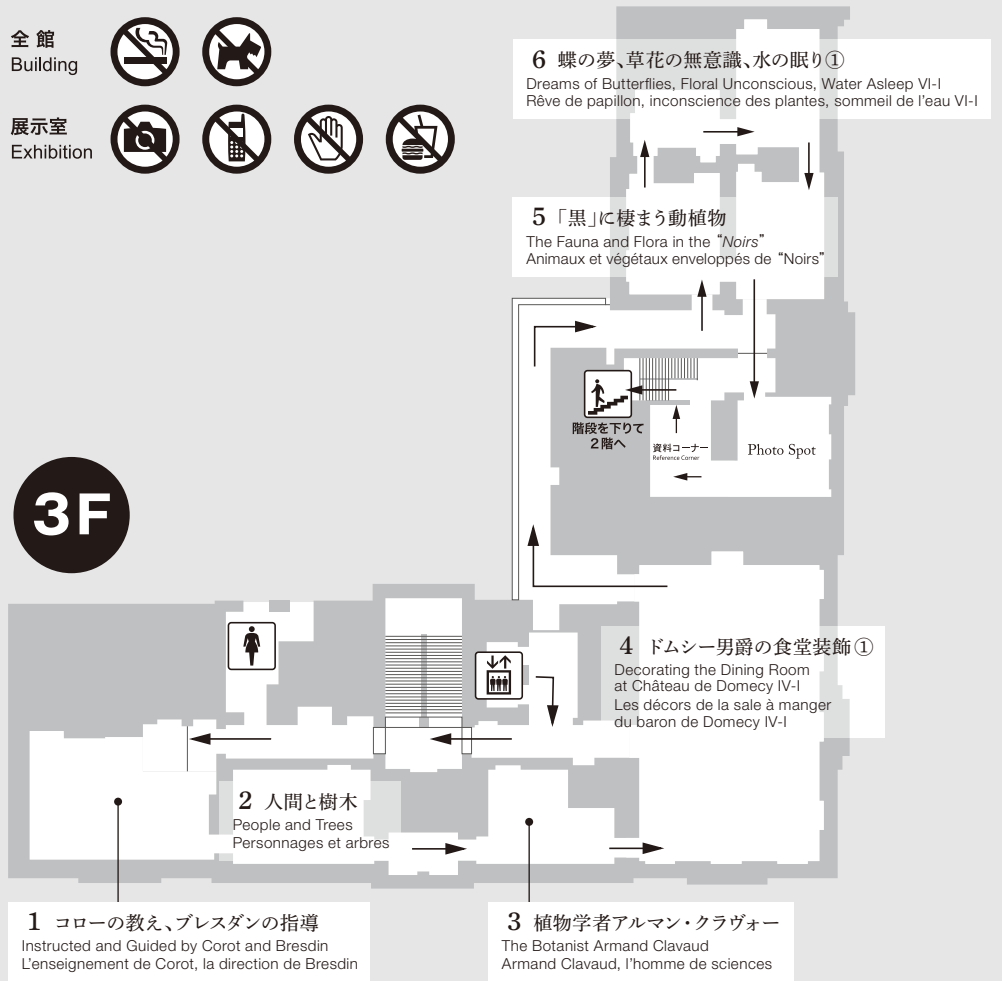 全 館
Building
展示室
Exhibition
6 蝶の夢、草花の無意識、水の眠り①
Dreams of Butterflies, Floral Unconscious, Water Asleep VI-I
Rêve de papillon, inconscience des plantes, sommeil de l'eau VI-I
5 「黒」に棲まう動植物
The Fauna and Flora in the “Noirs”
Animaux et végétaux enveloppés de “Noirs”
階段を下りて
2階へ
資料コーナー
Reference Corner
Photo Spot
3F
4 ドムシー男爵の食堂装飾①
Decorating the Dining Room
at Château de Domecy IV-I
Les décors de la sale à manger
du baron de Domecy IV-I
2 人間と樹木
People and Trees
Personnages et arbres
1 コローの教え、ブレスダンの指導
Instructed and Guided by Corot and Bresdin
L'enseignement de Corot, la direction de Bresdin
3 植物学者アルマン・クラヴォー
The Botanist Armand Clavaud
Armand Clavaud, l'homme de sciences